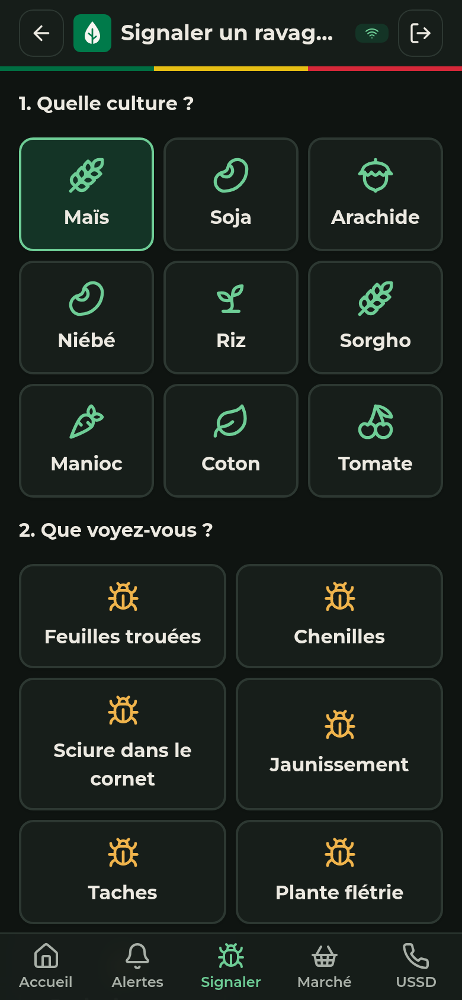 Signaler un ravag...
1. Quelle culture ?
Maïs
Soja
Arachide
Niébé
Riz
Sorgho
Manioc
Coton
Tomate
2. Que voyez-vous ?
Feuilles trouées
Chenilles
Sciure dans le
cornet
Jaunissement
Taches
Plante flétrie
Accueil
Alertes
Signaler
Marché
USSD